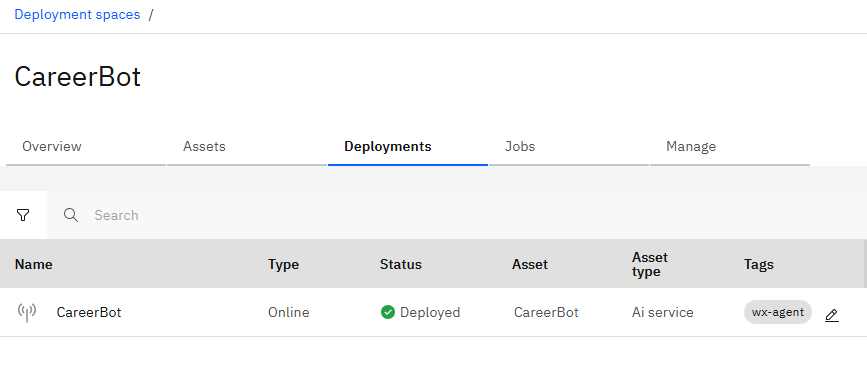 Deployment spaces /
CareerBot
Overview Assets Deployments Jobs Manage
Search
Name Type Status Asset Asset type Tags
CareerBot Online Deployed CareerBot Ai service wx-agent